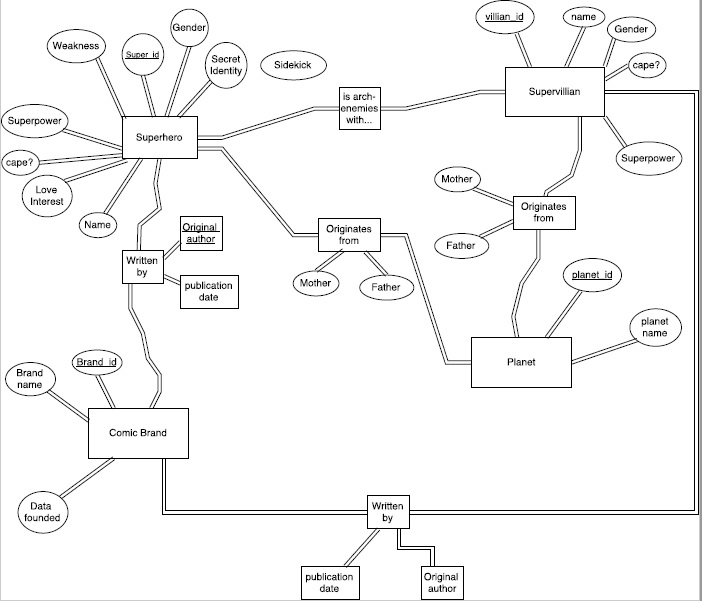 villian_id
name
Gender
Gender
Weakness
Super_id
Secret
Identity
Sidekick
cape?
Supervillian
is arch-
enemies
with...
Superpower
Superhero
cape?
Superpower
Love
Interest
Mother
Name
Originates
from
Original
author
Originates
from
Father
Written
by
planet_id
publication
date
Mother
Father
planet
name
Planet
Brand_id
Brand
name
Comic Brand
Data
founded
Written
by
publication
date
Original
author